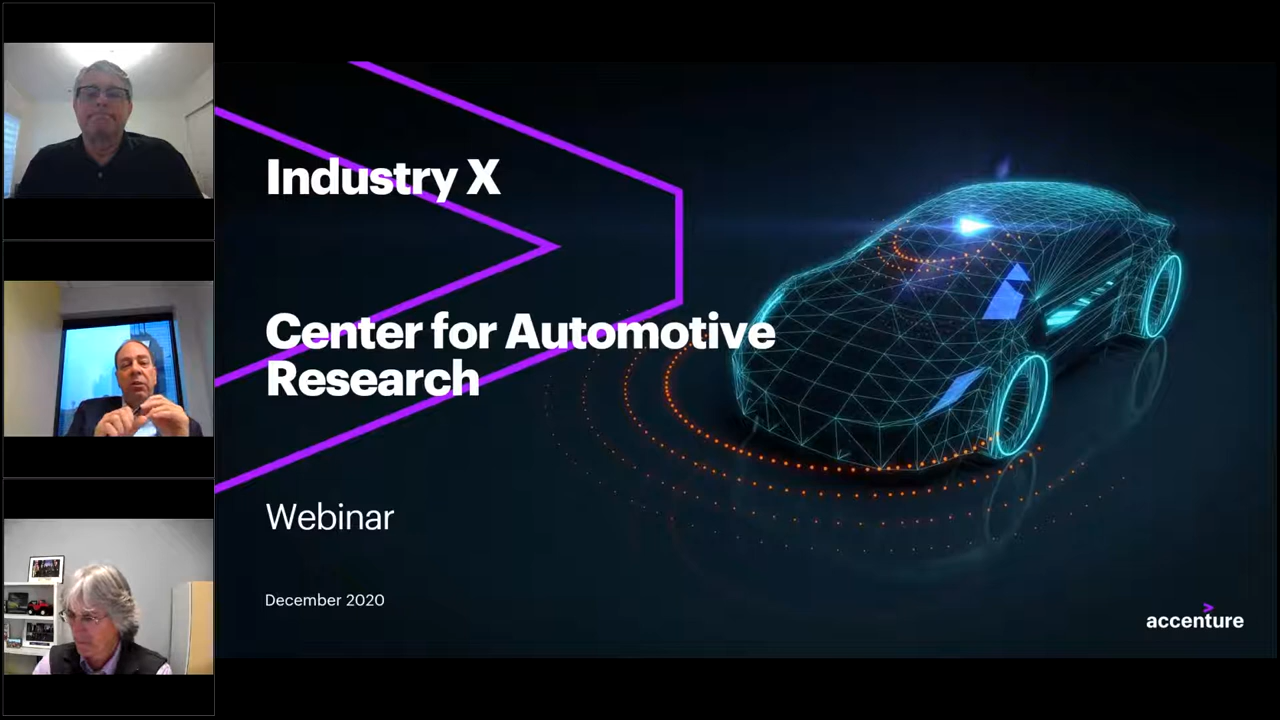 Industry X
Center for Automotive
Research
Webinar
December 2020
accenture